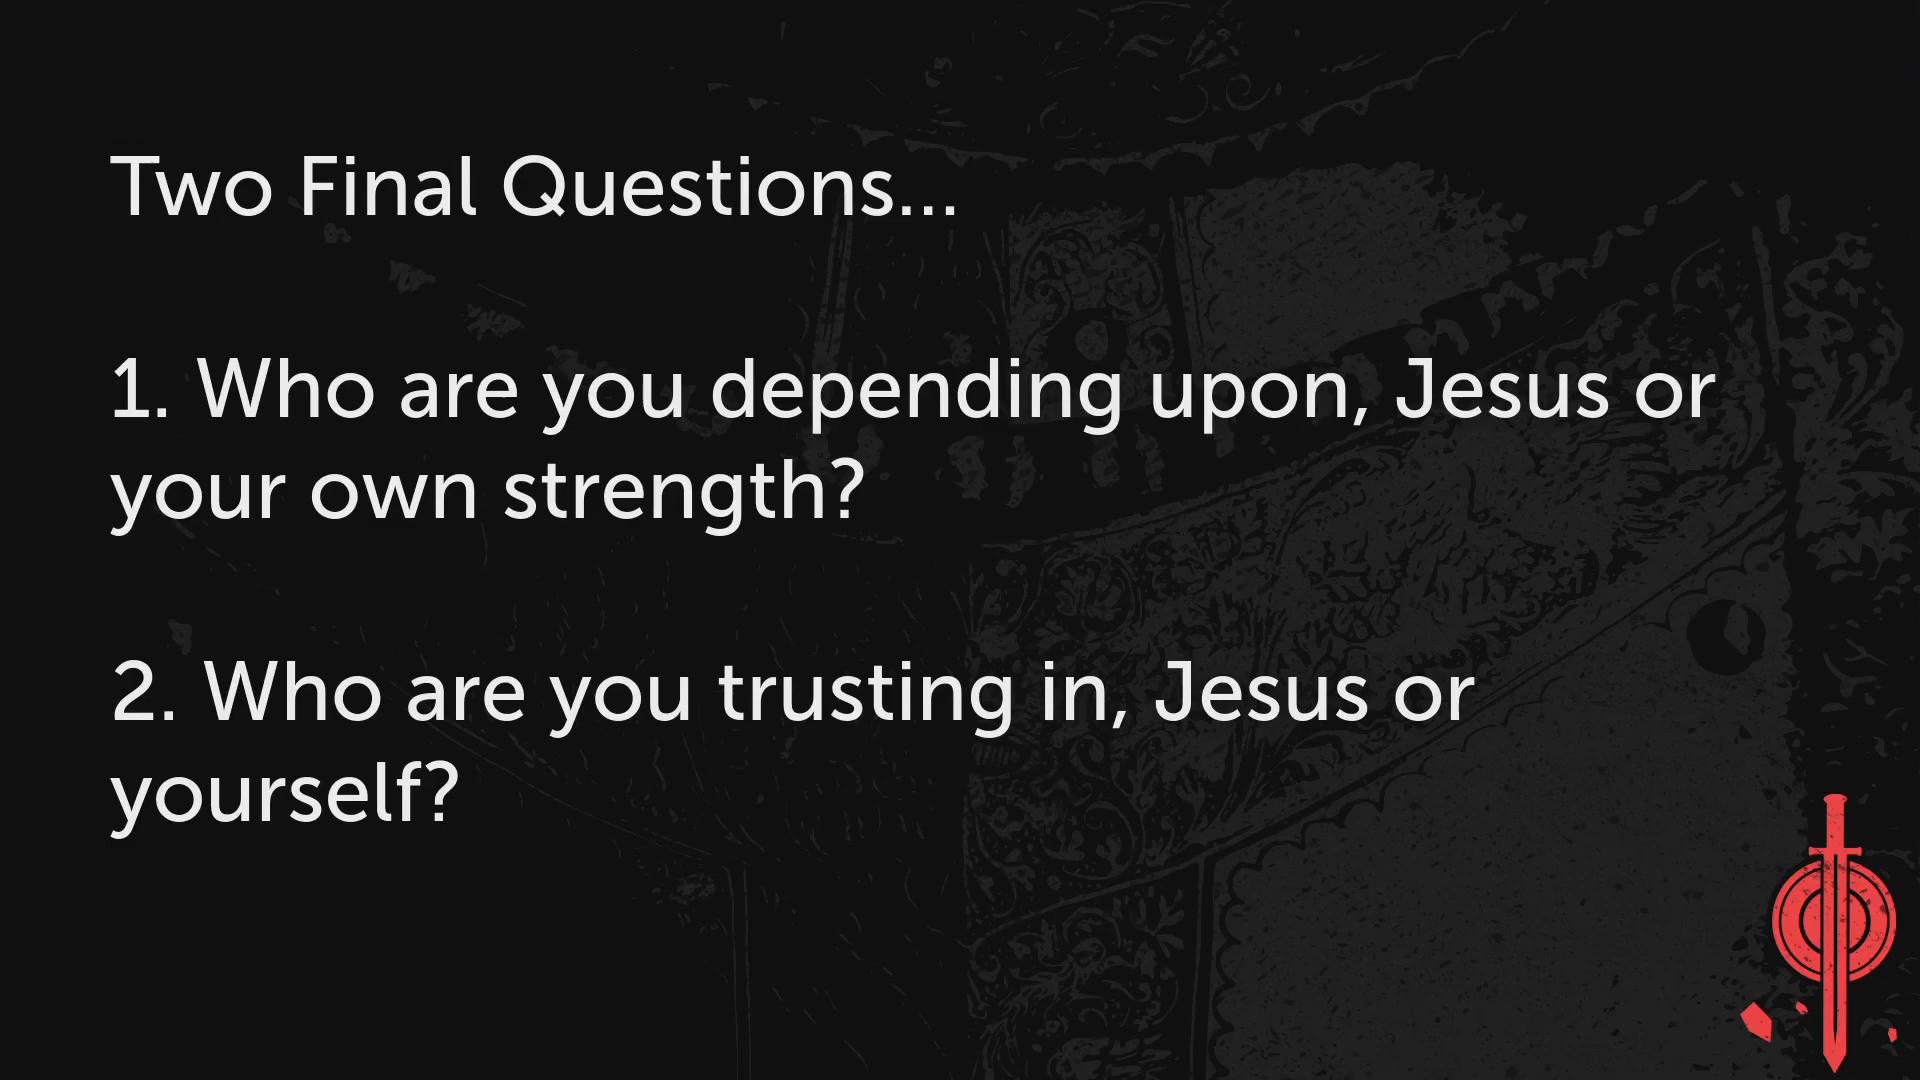 Two Final Questions...
1. Who are you depending upon, Jesus or
your own strength?
2. Who are you trusting in, Jesus or
yourself?